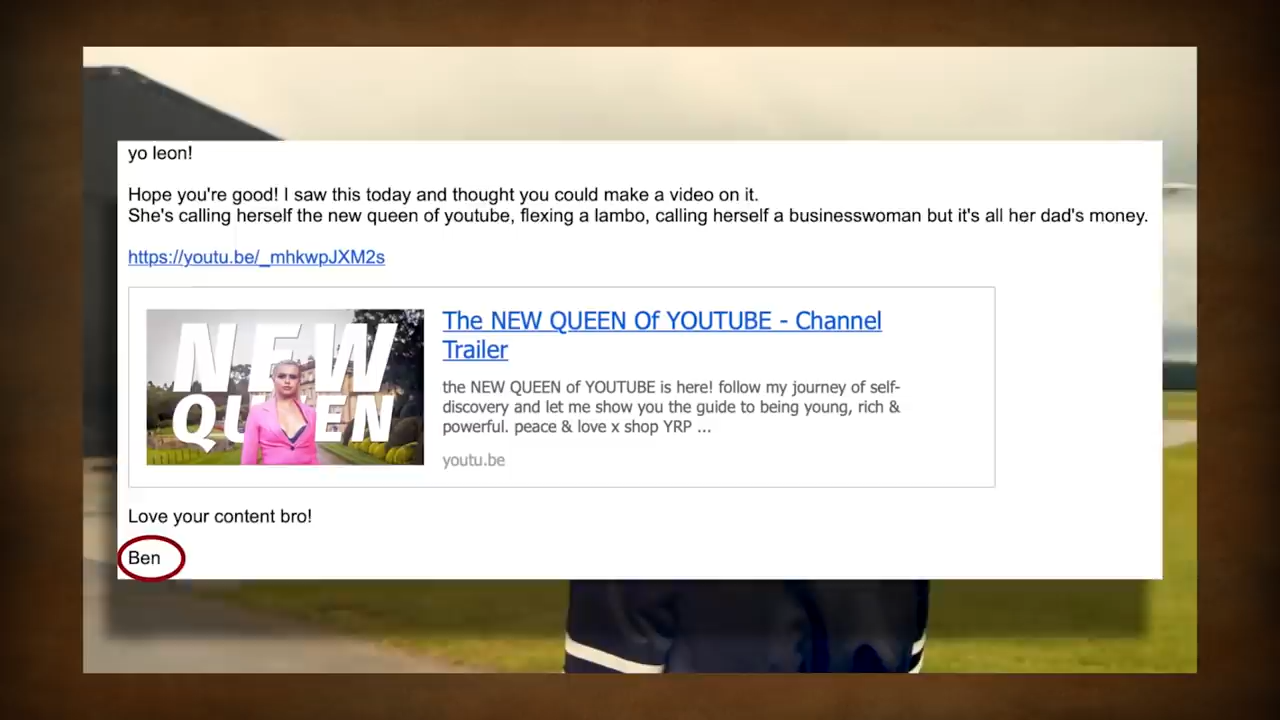 yo leon!
Hope you're good! I saw this today and thought you could make a video on it.
She's calling herself the new queen of youtube, flexing a lambo, calling herself a businesswoman but it's all her dad's money.
https://youtu.be/_mhkwpJXM2s
NEW
QUEEN
The NEW QUEEN Of YOUTUBE - Channel
Trailer
the NEW QUEEN of YOUTUBE is here! follow my journey of self-
discovery and let me show you the guide to being young, rich &
powerful. peace & love x shop YRP ...
youtu.be
Love your content bro!
Ben